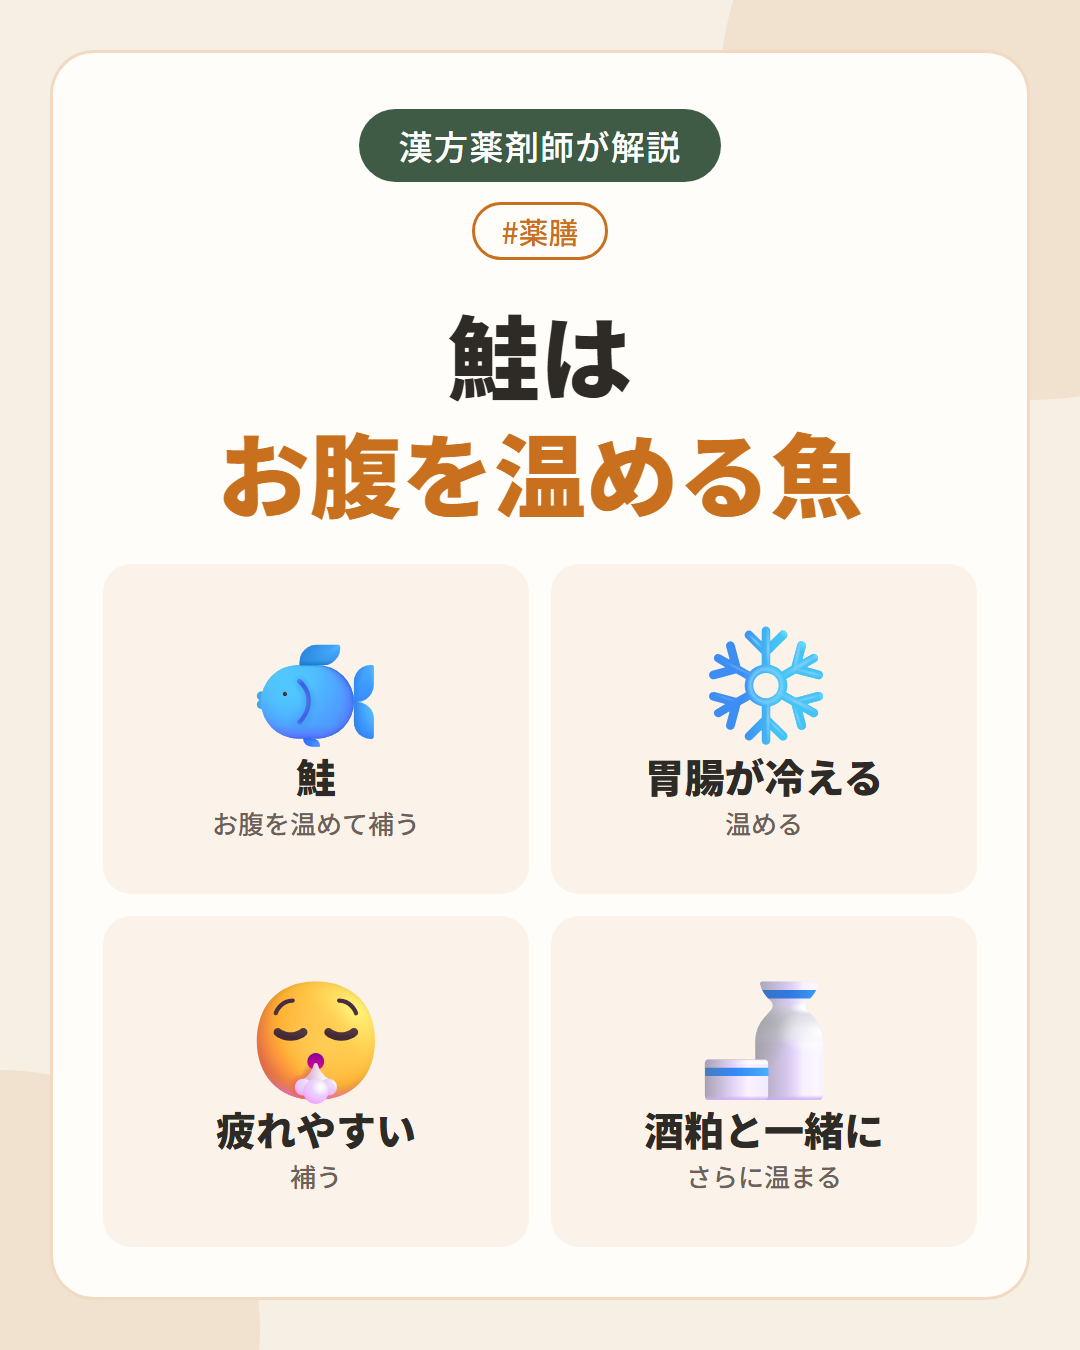 漢方薬剤師が解説
#薬膳
鮭は
お腹を温める魚
鮭
お腹を温めて補う
胃腸が冷える
温める
疲れやすい
補う
酒粕と一緒に
さらに温まる